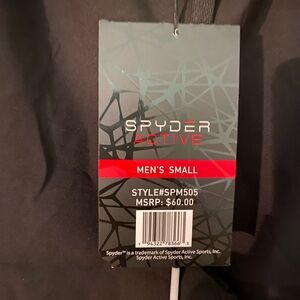 SPYDER
ACTIVE
MEN'S SMALL
STYLE#SPM505
MSRP: $60.00
Spyder™ is a trademark of Spyder Active Sports, Inc.
Spyder Active Sports, Inc.